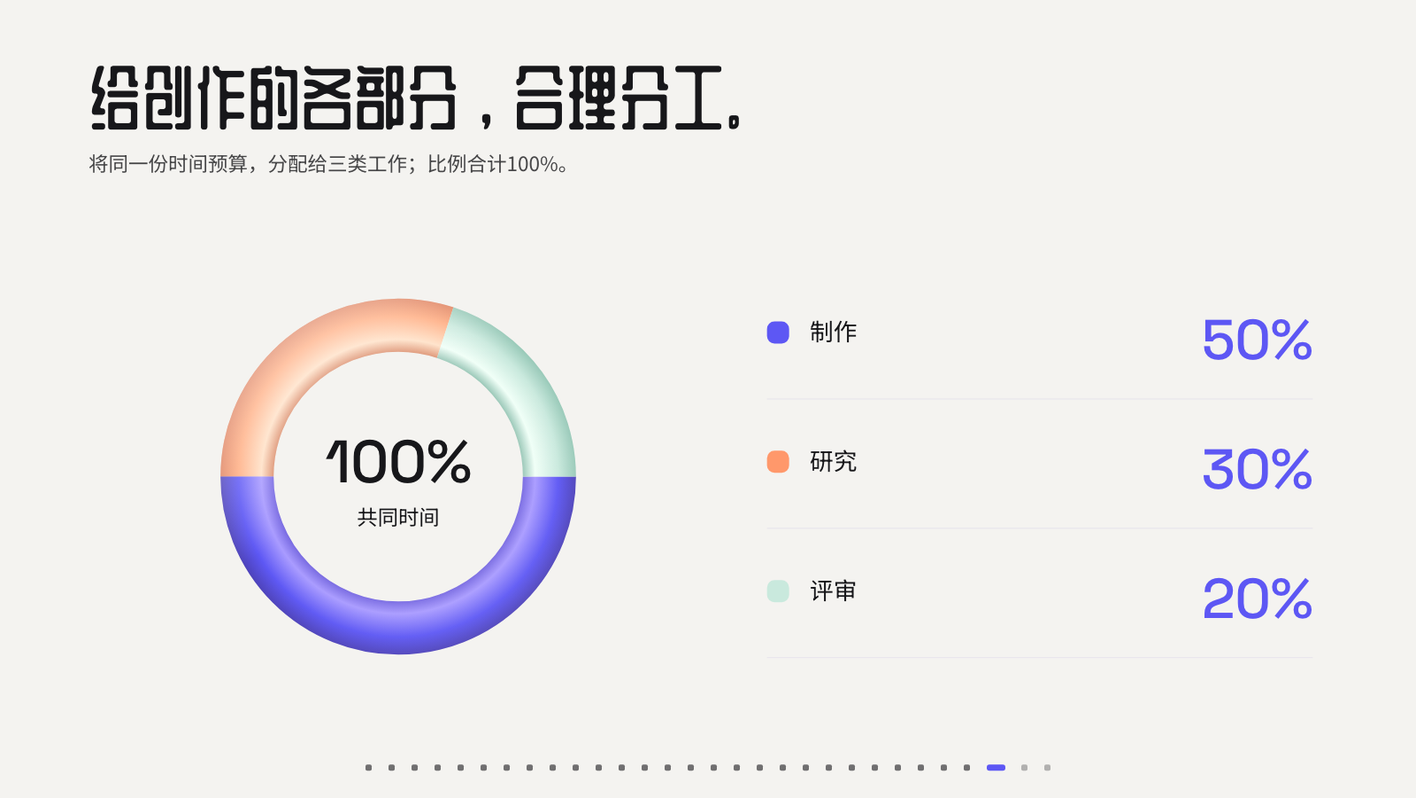 给创作的各部分，合理分工。
将同一份时间预算，分配给三类工作；比例合计100%。
100%
共同时间
制作
50%
研究
30%
评审
20%